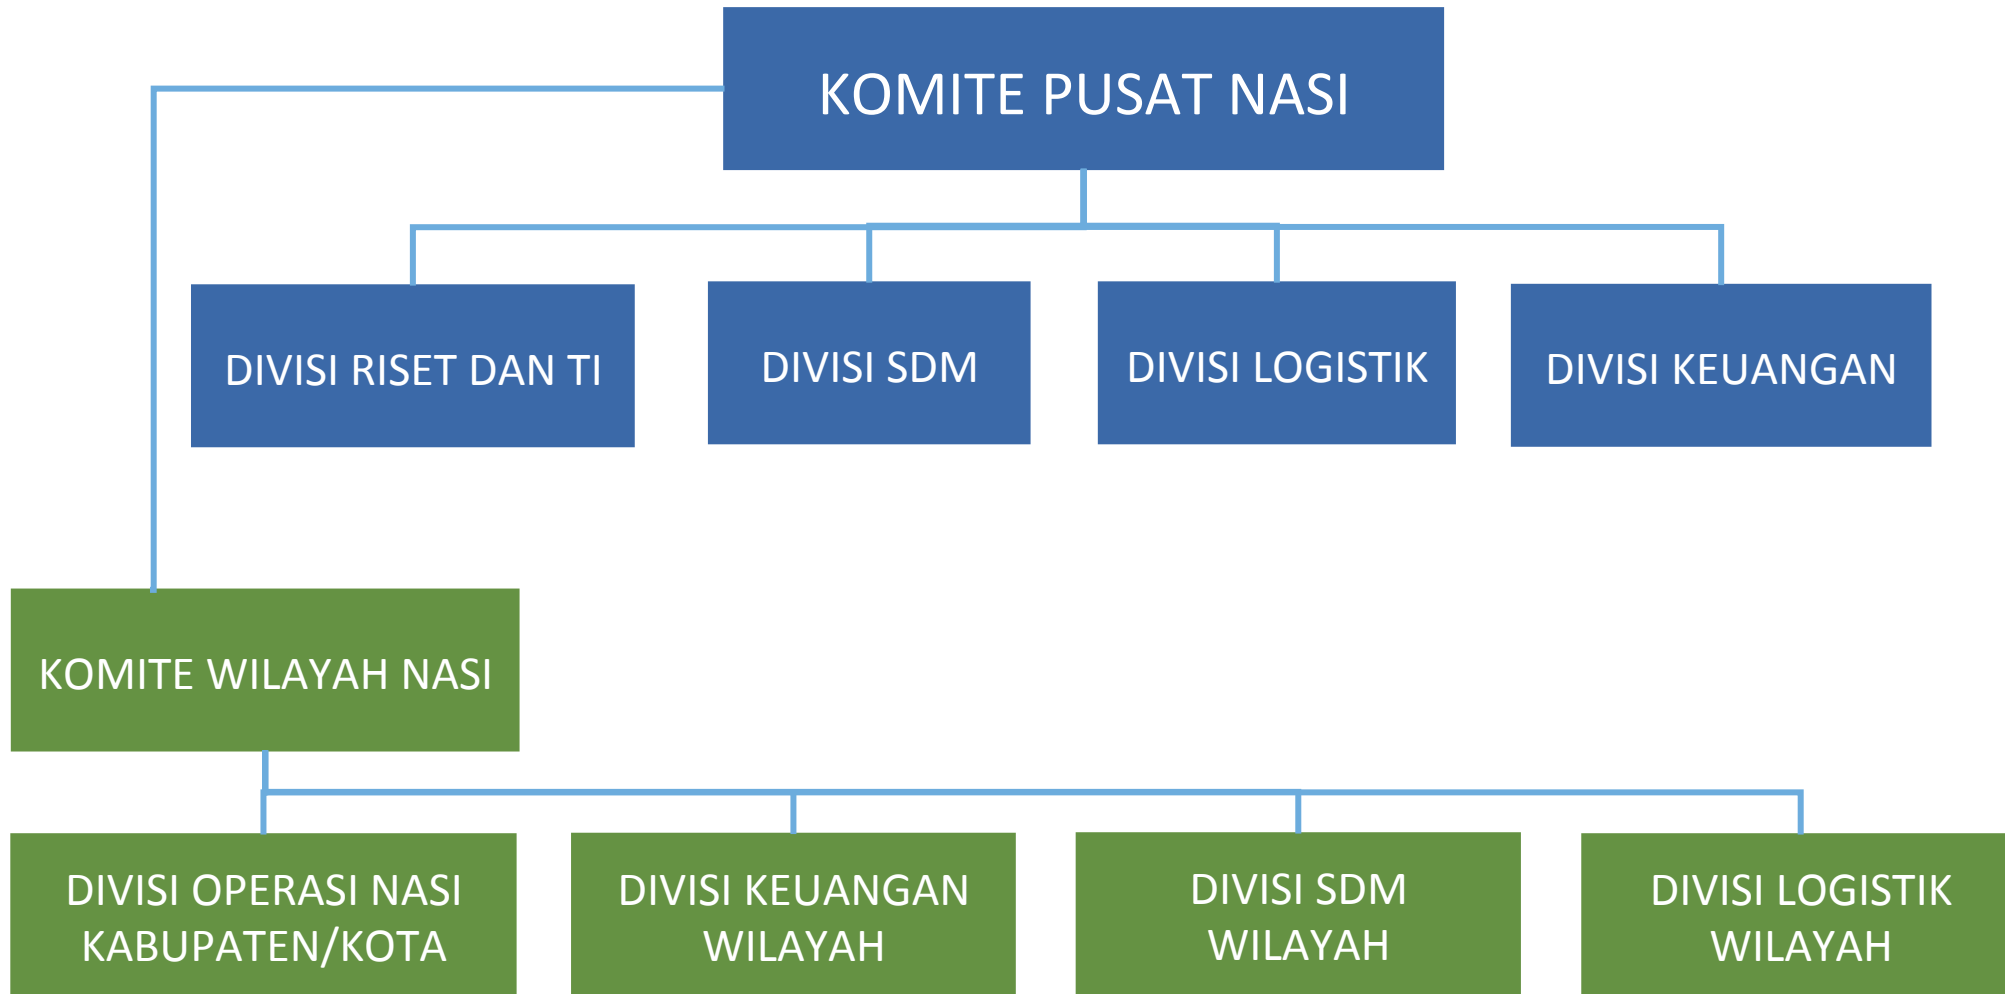 KOMITE PUSAT NASI
DIVISI RISET DAN TI
DIVISI SDM
DIVISI LOGISTIK
DIVISI KEUANGAN
KOMITE WILAYAH NASI
DIVISI OPERASI NASI
KABUPATEN/KOTA
DIVISI KEUANGAN
WILAYAH
DIVISI SDM
WILAYAH
DIVISI LOGISTIK
WILAYAH